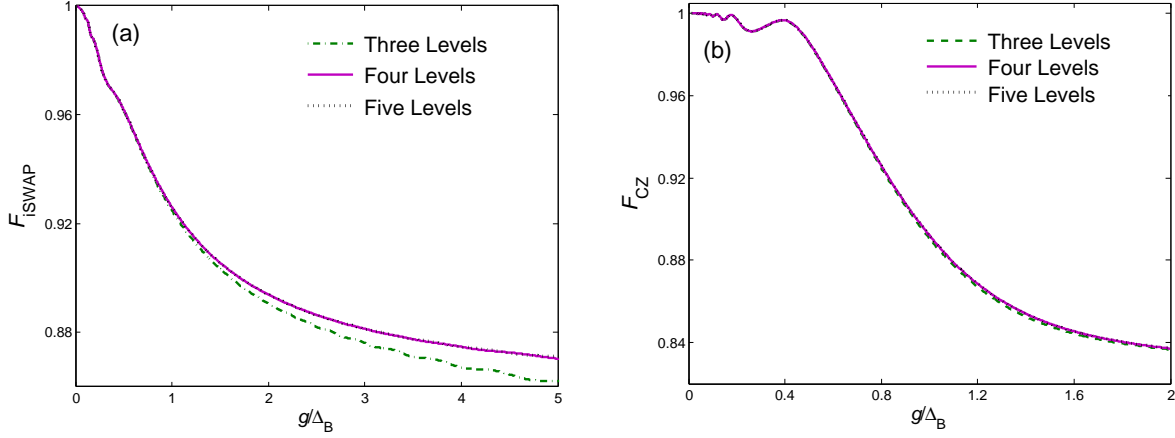 (a)
Three Levels
Four Levels
Five Levels
1
0.96
0.92
0.88
F_iSWAP
0 1 2 3 4 5
g/Δ_B
(b)
Three Levels
Four Levels
Five Levels
1
0.96
0.92
0.88
0.84
F_CZ
0 0.4 0.8 1.2 1.6 2
g/Δ_B